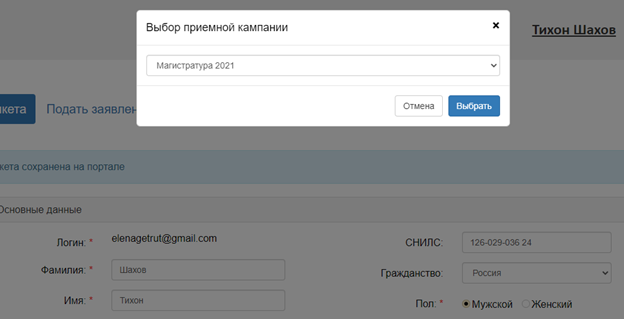 Выбор приемной кампании ×
Тихон Шахов
Магистратура 2021
Отмена Выбрать
кета Подать заявлен
кета сохранена на портале
Основные данные
Логин: * elenagetrut@gmail.com СНИЛС: 126-029-036 24
Фамилия: * Шахов Гражданство: Россия
Имя: * Тихон Пол: * Мужской Женский